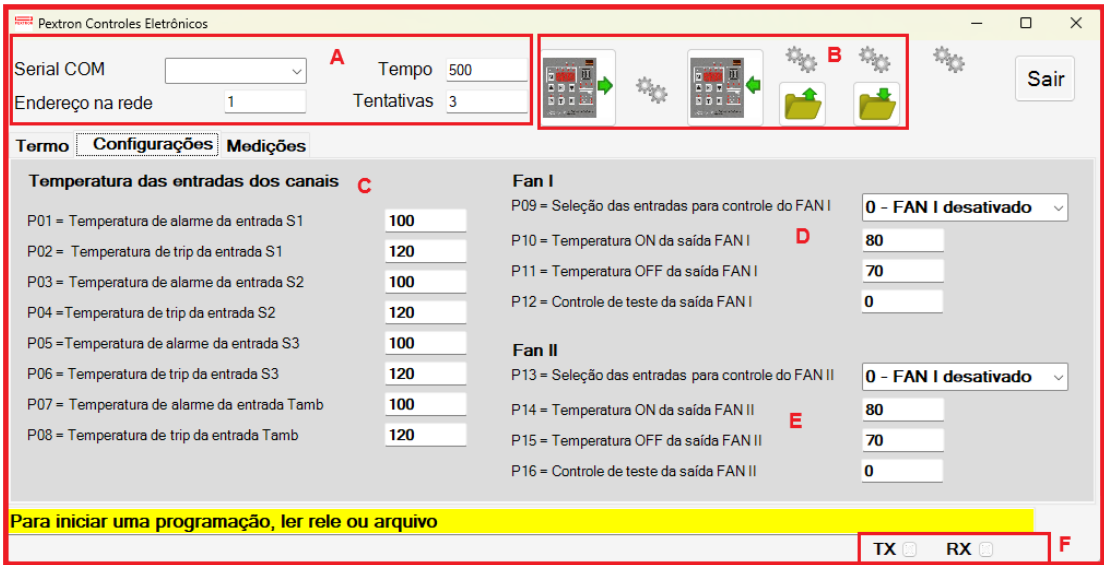 Pextron Controles Eletrônicos
A
B
Serial COM
Tempo 500
Endereço na rede 1
Tentativas 3
Sair
Termo Configurações Medições
Temperatura das entradas dos canais C
P01 = Temperatura de alarme da entrada S1 100
P02 = Temperatura de trip da entrada S1 120
P03 = Temperatura de alarme da entrada S2 100
P04 =Temperatura de trip da entrada S2 120
P05 =Temperatura de alarme da entrada S3 100
P06 = Temperatura de trip da entrada S3 120
P07 = Temperatura de alarme da entrada Tamb 100
P08 = Temperatura de trip da entrada Tamb 120
Fan I
P09 = Seleção das entradas para controle do FAN I 0 - FAN I desativado
D
P10 = Temperatura ON da saída FAN I 80
P11 = Temperatura OFF da saída FAN I 70
P12 = Controle de teste da saída FAN I 0
Fan II
P13 = Seleção das entradas para controle do FAN II 0 - FAN I desativado
P14 = Temperatura ON da saída FAN II 80
E
P15 = Temperatura OFF da saída FAN II 70
P16 = Controle de teste da saída FAN II 0
Para iniciar uma programação, ler rele ou arquivo
TX RX F